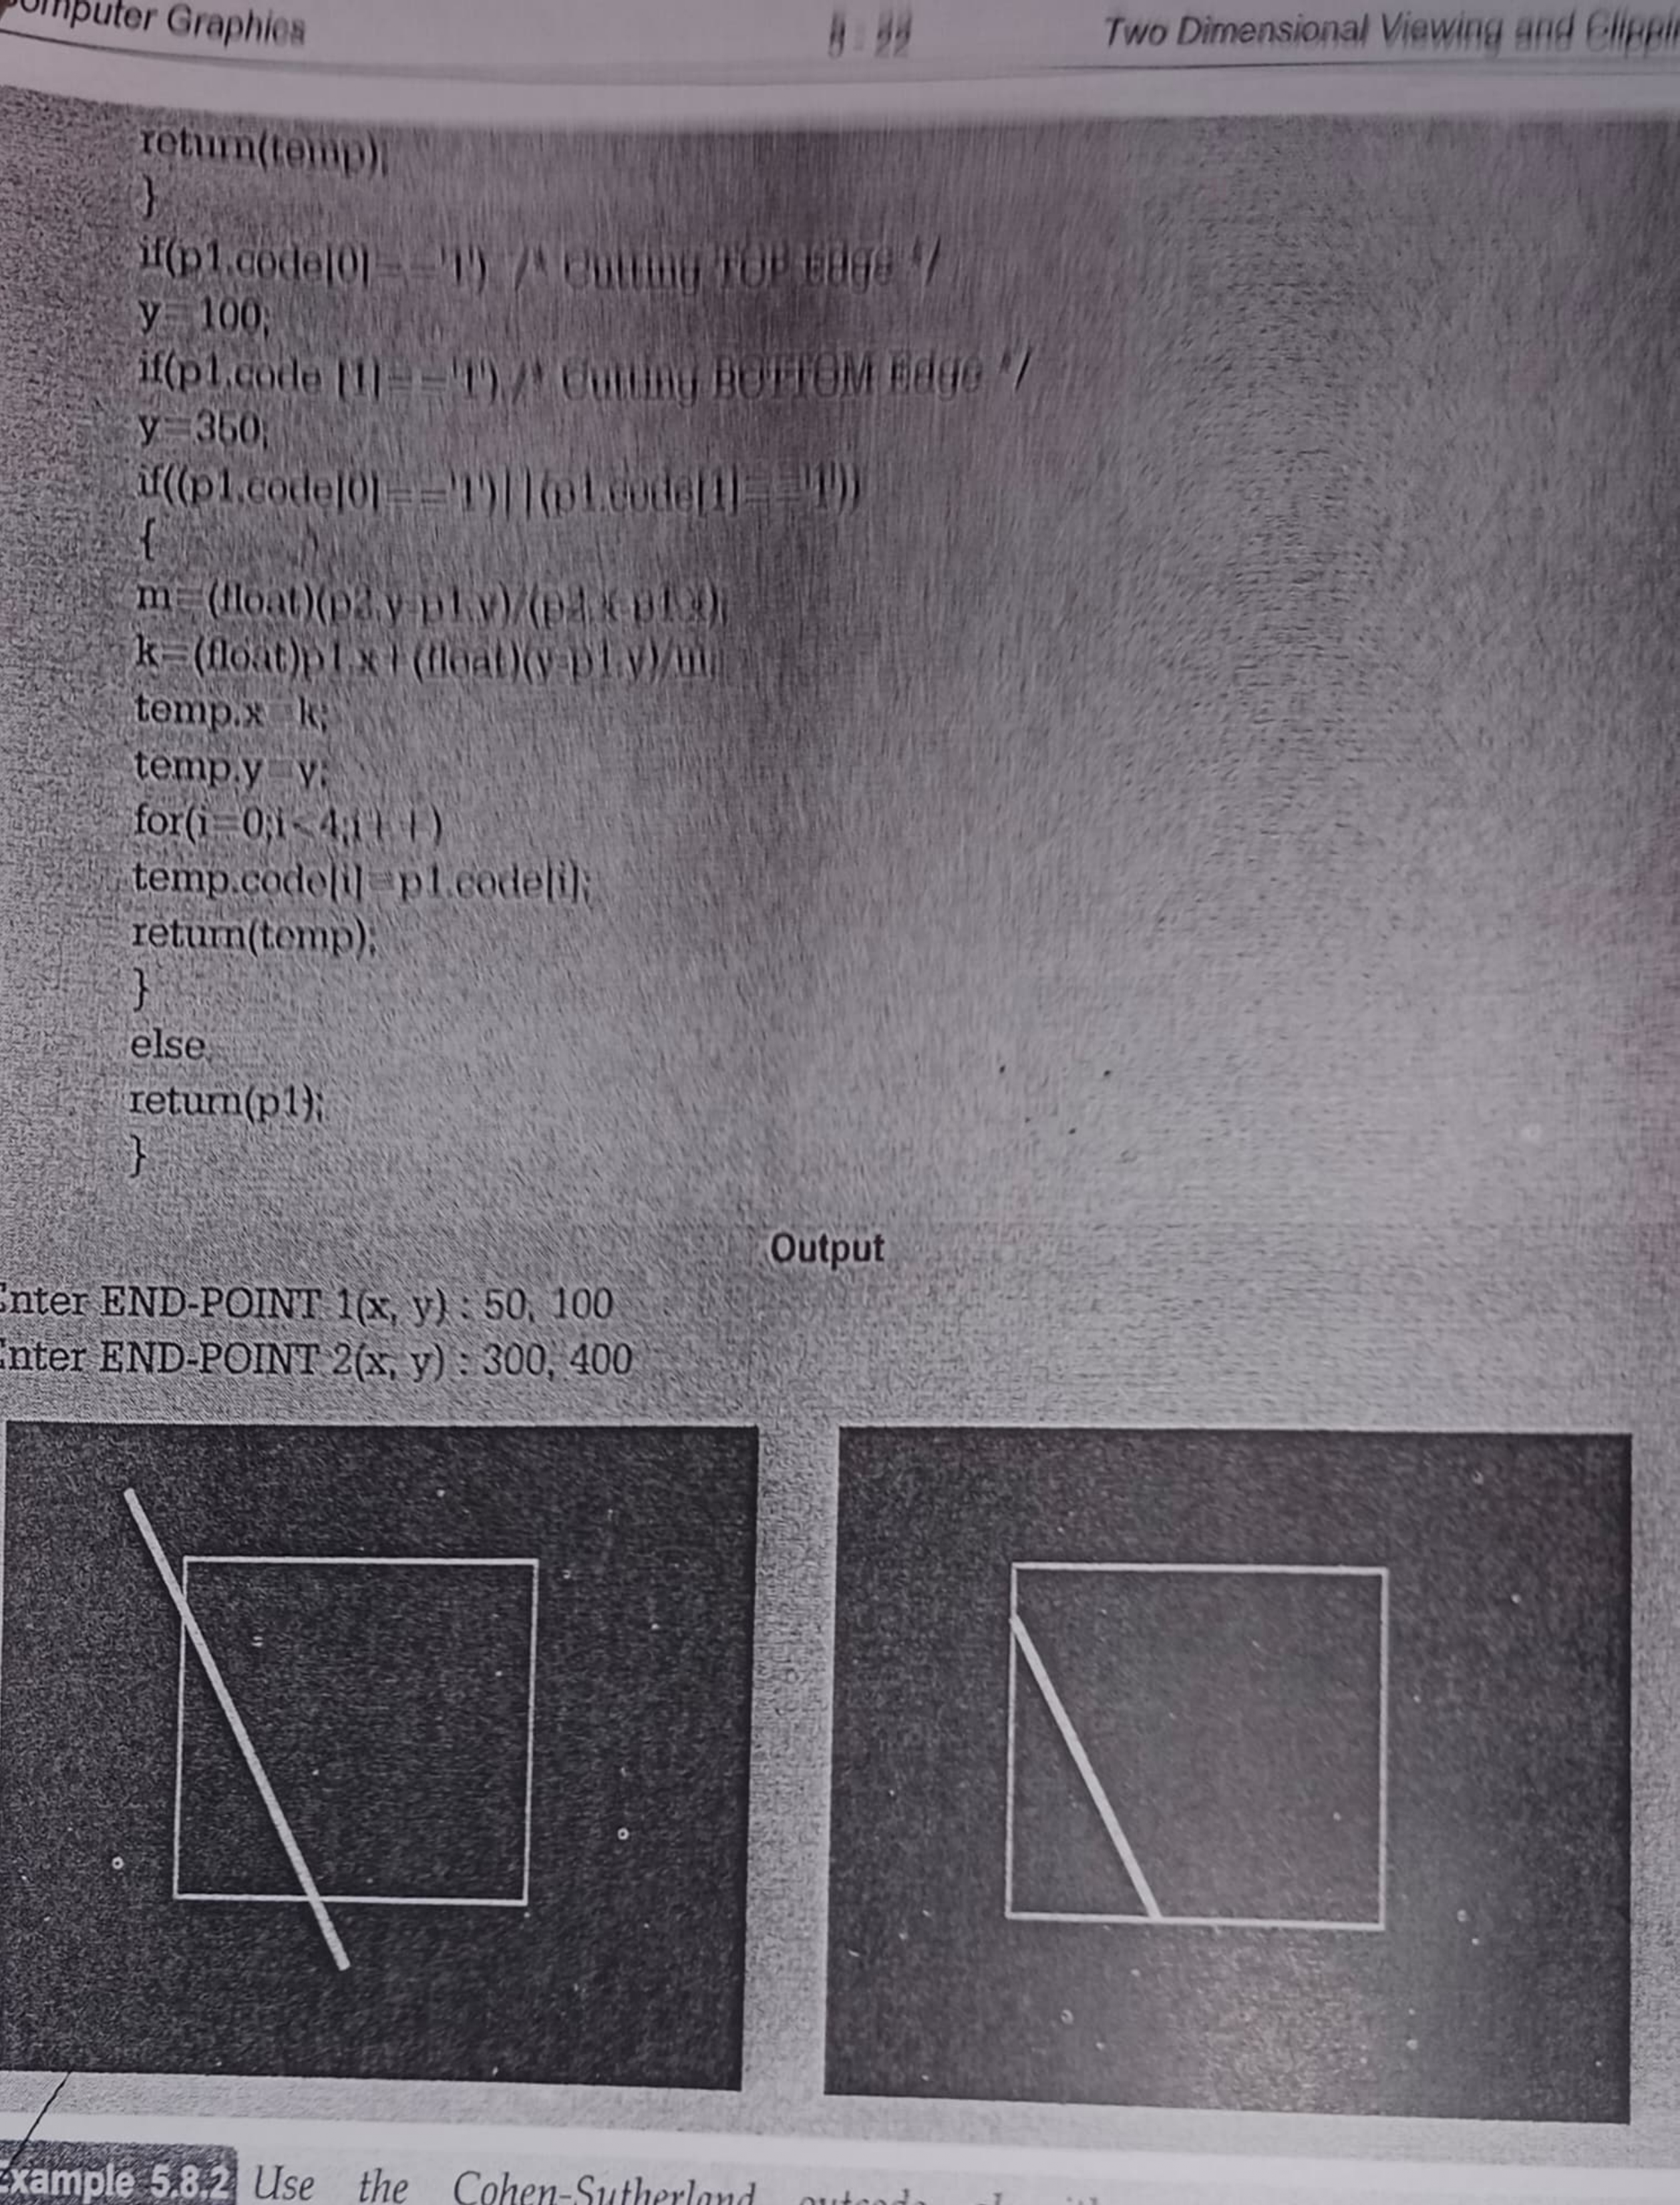 omputer Graphics
5 - 22
Two Dimensional Viewing and Clippin
return(temp);
}
if(p1.code[0]=='1') /* Cutting TOP Edge */
y=100;
if(p1.code [1]=='1') /* Cutting BOTTOM Edge */
y=350;
if((p1.code[0]=='1')||(p1.code[1]=='1'))
{
m=(float)(p2.y-p1.y)/(p2.x-p1.x);
k=(float)p1.x+(float)(y-p1.y)/m;
temp.x=k;
temp.y=y;
for(i=0;i<4;i++)
temp.code[i]=p1.code[i];
return(temp);
}
else
return(p1);
}
Output
Enter END-POINT 1(x, y) : 50, 100
Enter END-POINT 2(x, y) : 300, 400
Example 5.8.2 Use the Cohen-Sutherland outcode